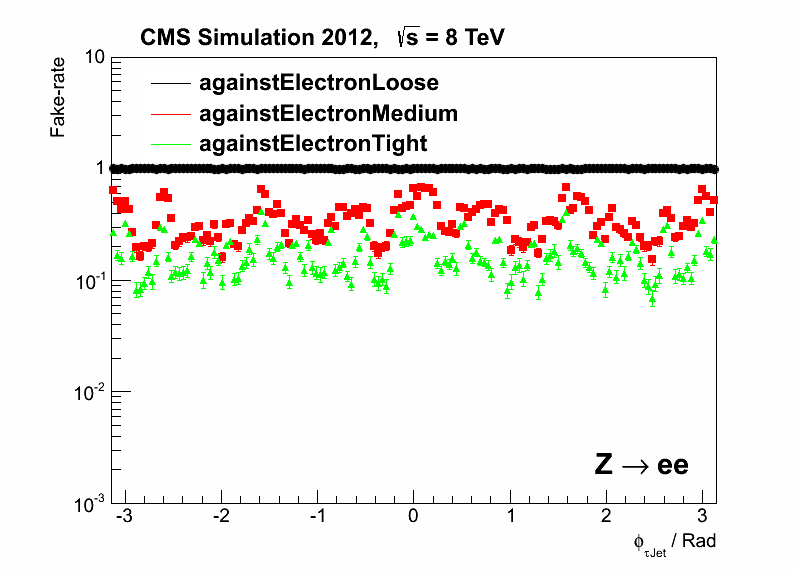 CMS Simulation 2012, √s = 8 TeV
Fake-rate
againstElectronLoose
againstElectronMedium
againstElectronTight
10
1
10⁻¹
10⁻²
10⁻³
Z → ee
-3 -2 -1 0 1 2 3
ϕτJet / Rad